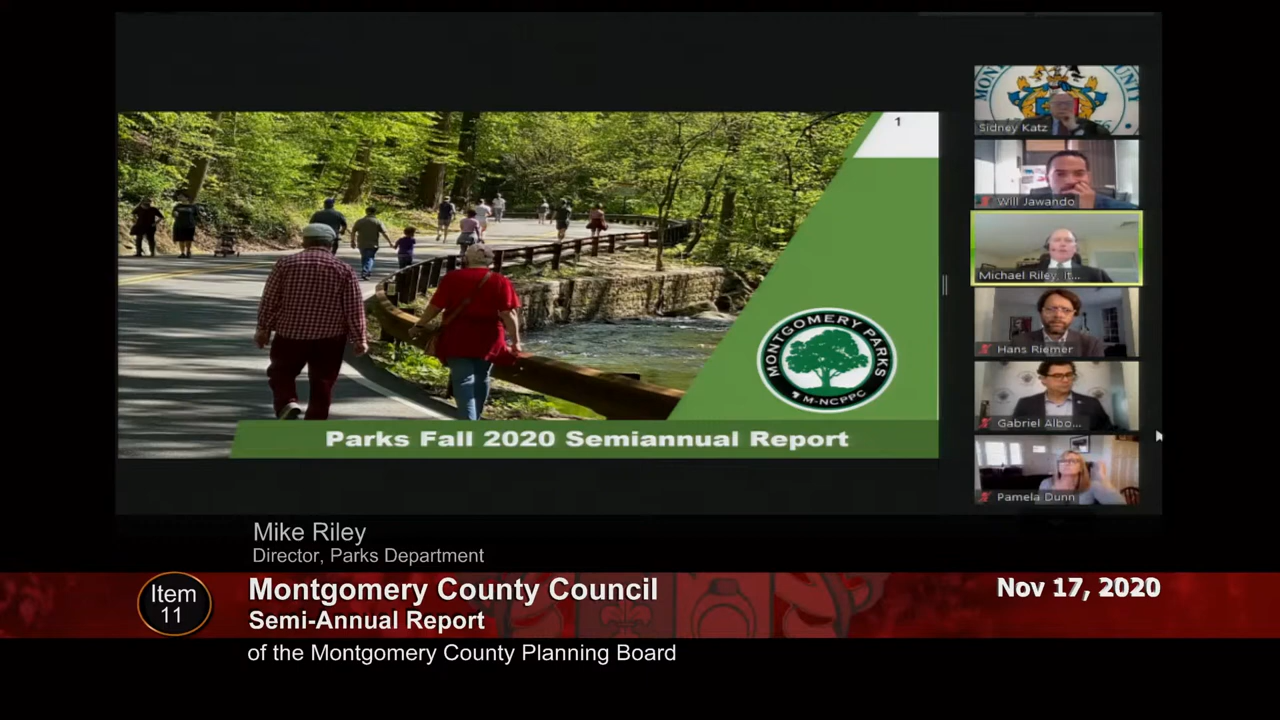 1
MONTGOMERY PARKS
M-NCPPC
Parks Fall 2020 Semiannual Report
Sidney Katz
Will Jawando
Michael Riley, It...
Hans Riemer
Gabriel Albo...
Pamela Dunn
Mike Riley
Director, Parks Department
Item
11
Montgomery County Council
Nov 17, 2020
Semi-Annual Report
of the Montgomery County Planning Board